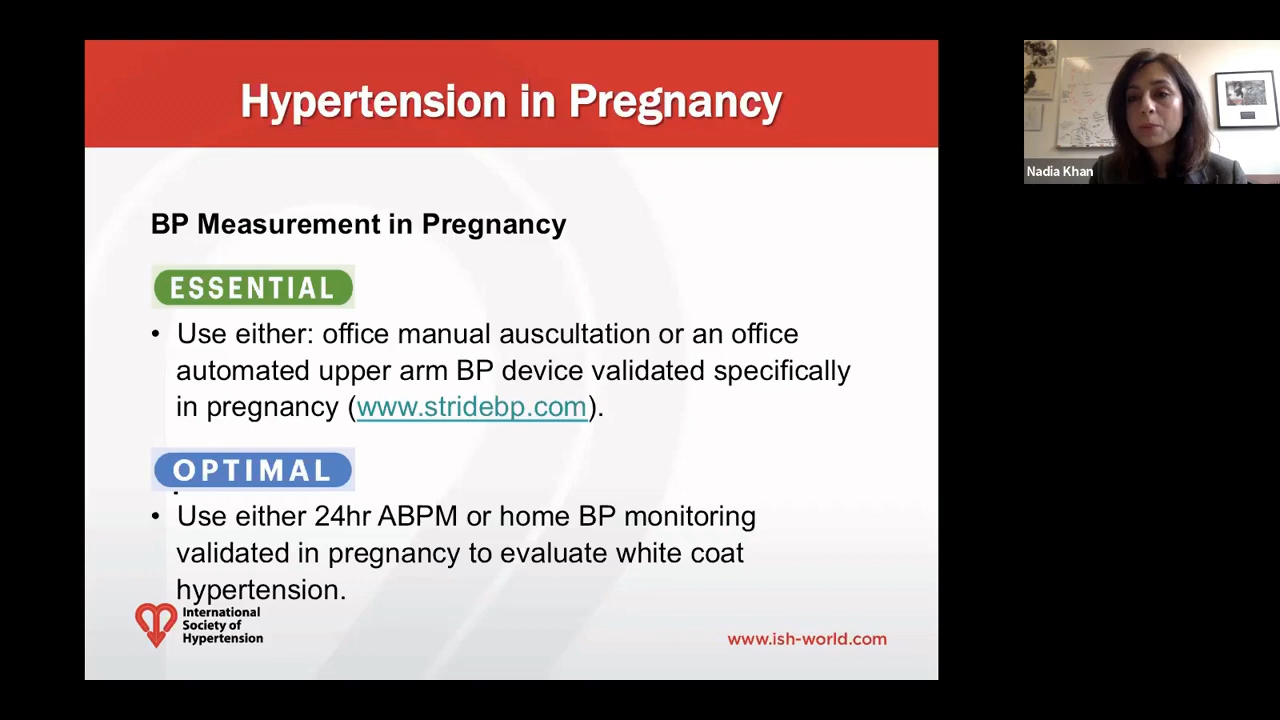 Hypertension in Pregnancy
BP Measurement in Pregnancy
ESSENTIAL
• Use either: office manual auscultation or an office
automated upper arm BP device validated specifically
in pregnancy (www.stridebp.com).
OPTIMAL
• Use either 24hr ABPM or home BP monitoring
validated in pregnancy to evaluate white coat
hypertension.
International
Society of
Hypertension
www.ish-world.com
Nadia Khan